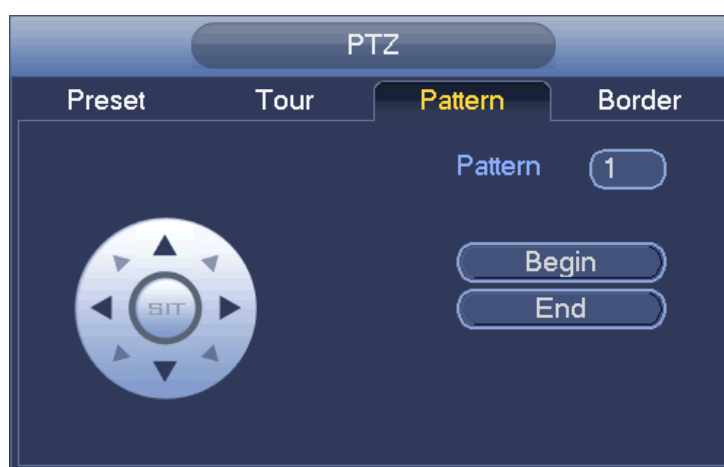 PTZ
Preset Tour Pattern Border
Pattern 1
Begin
SIT
End